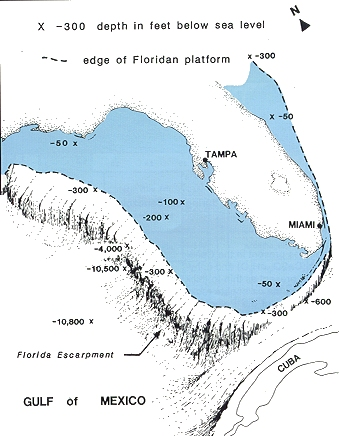 N
X -300 depth in feet below sea level
--- edge of Floridan platform
x -300
x -50
-50 x
TAMPA
-300 x
-100 x
-200 x
MIAMI
-4,000 x
-10,500 x
-300 x
-50 x
x -600
x -300
-10,800 x
Florida Escarpment
CUBA
GULF of MEXICO